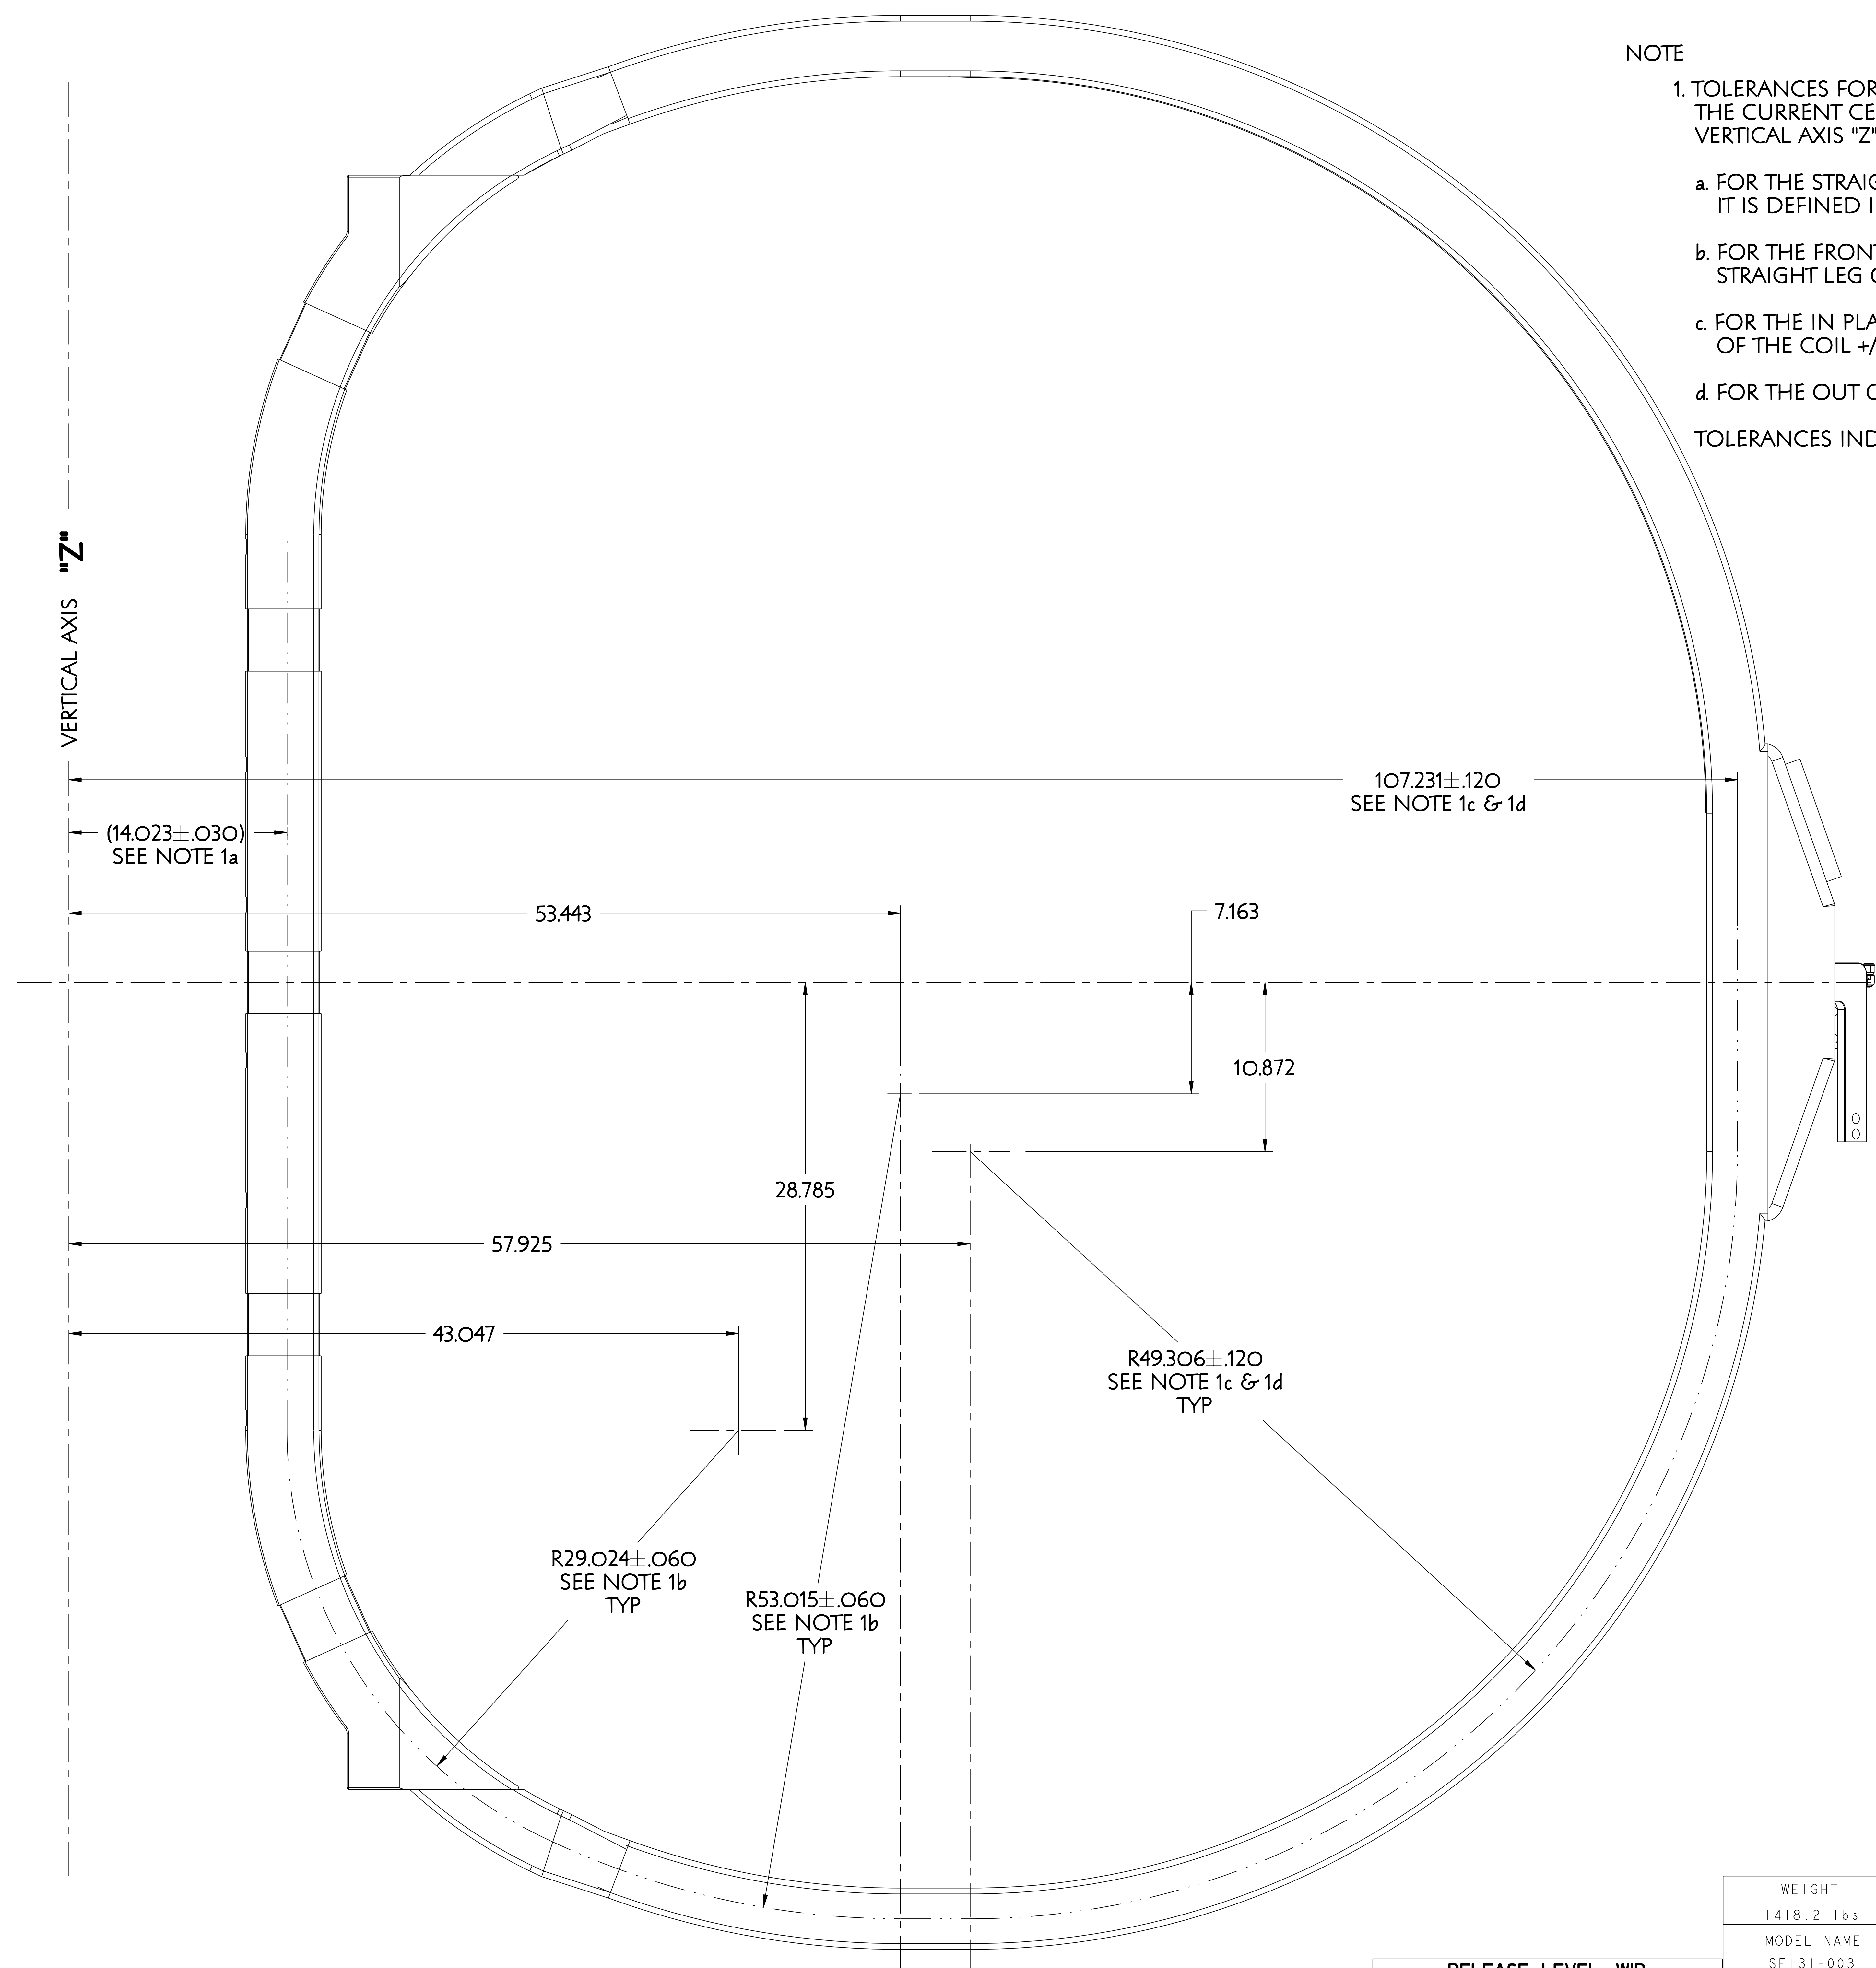 NOTE
1. TOLERANCES FOR
THE CURRENT CE
VERTICAL AXIS "Z"
a. FOR THE STRAIG
IT IS DEFINED I
b. FOR THE FRONT
STRAIGHT LEG
c. FOR THE IN PLA
OF THE COIL +/
d. FOR THE OUT O
TOLERANCES IND
VERTICAL AXIS "Z"
107.231±.120
SEE NOTE 1c & 1d
(14.023±.030)
SEE NOTE 1a
53.443
7.163
10.872
28.785
57.925
43.047
R49.306±.120
SEE NOTE 1c & 1d
TYP
R29.024±.060
SEE NOTE 1b
TYP
R53.015±.060
SEE NOTE 1b
TYP
WEIGHT
1418.2 lbs
MODEL NAME
SE131-003
RELEASE LEVEL WIP